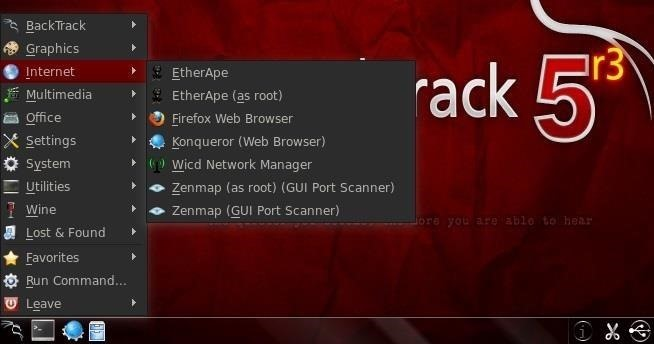 BackTrack
Graphics
Internet
Multimedia
Office
Settings
System
Utilities
Wine
Lost & Found
Favorites
Run Command...
Leave
EtherApe
EtherApe (as root)
Firefox Web Browser
Konqueror (Web Browser)
Wicd Network Manager
Zenmap (as root) (GUI Port Scanner)
Zenmap (GUI Port Scanner)
rack 5 r3
more you are able to hear